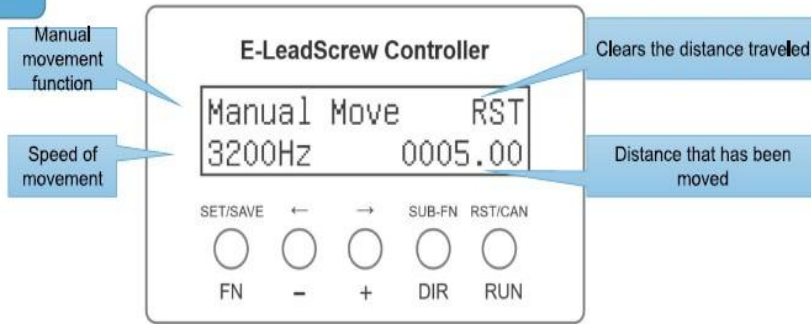 Manual
movement
function
Speed of
movement
E-LeadScrew Controller
Manual Move RST
3200Hz 0005.00
SET/SAVE ← → SUB-FN RST/CAN
FN - + DIR RUN
Clears the distance traveled
Distance that has been
moved